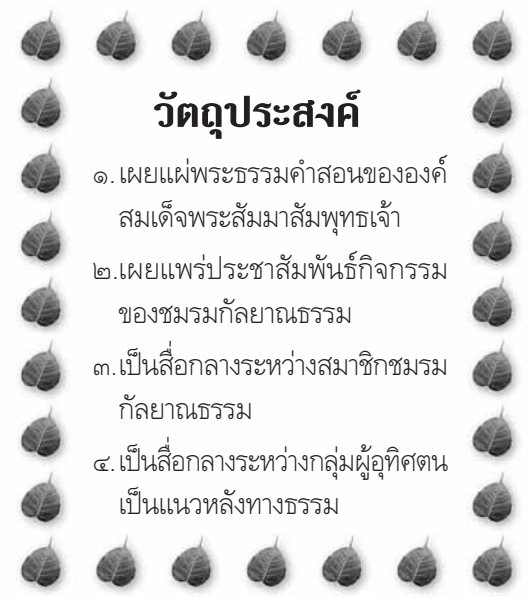 วัตถุประสงค์
๑. เผยแผ่พระธรรมคำสอนขององค์
สมเด็จพระสัมมาสัมพุทธเจ้า
๒.เผยแพร่ประชาสัมพันธ์กิจกรรม
ของชมรมกัลยาณธรรม
๓.เป็นสื่อกลางระหว่างสมาชิกชมรม
กัลยาณธรรม
๔.เป็นสื่อกลางระหว่างกลุ่มผู้อุทิศตน
เป็นแนวหลังทางธรรม